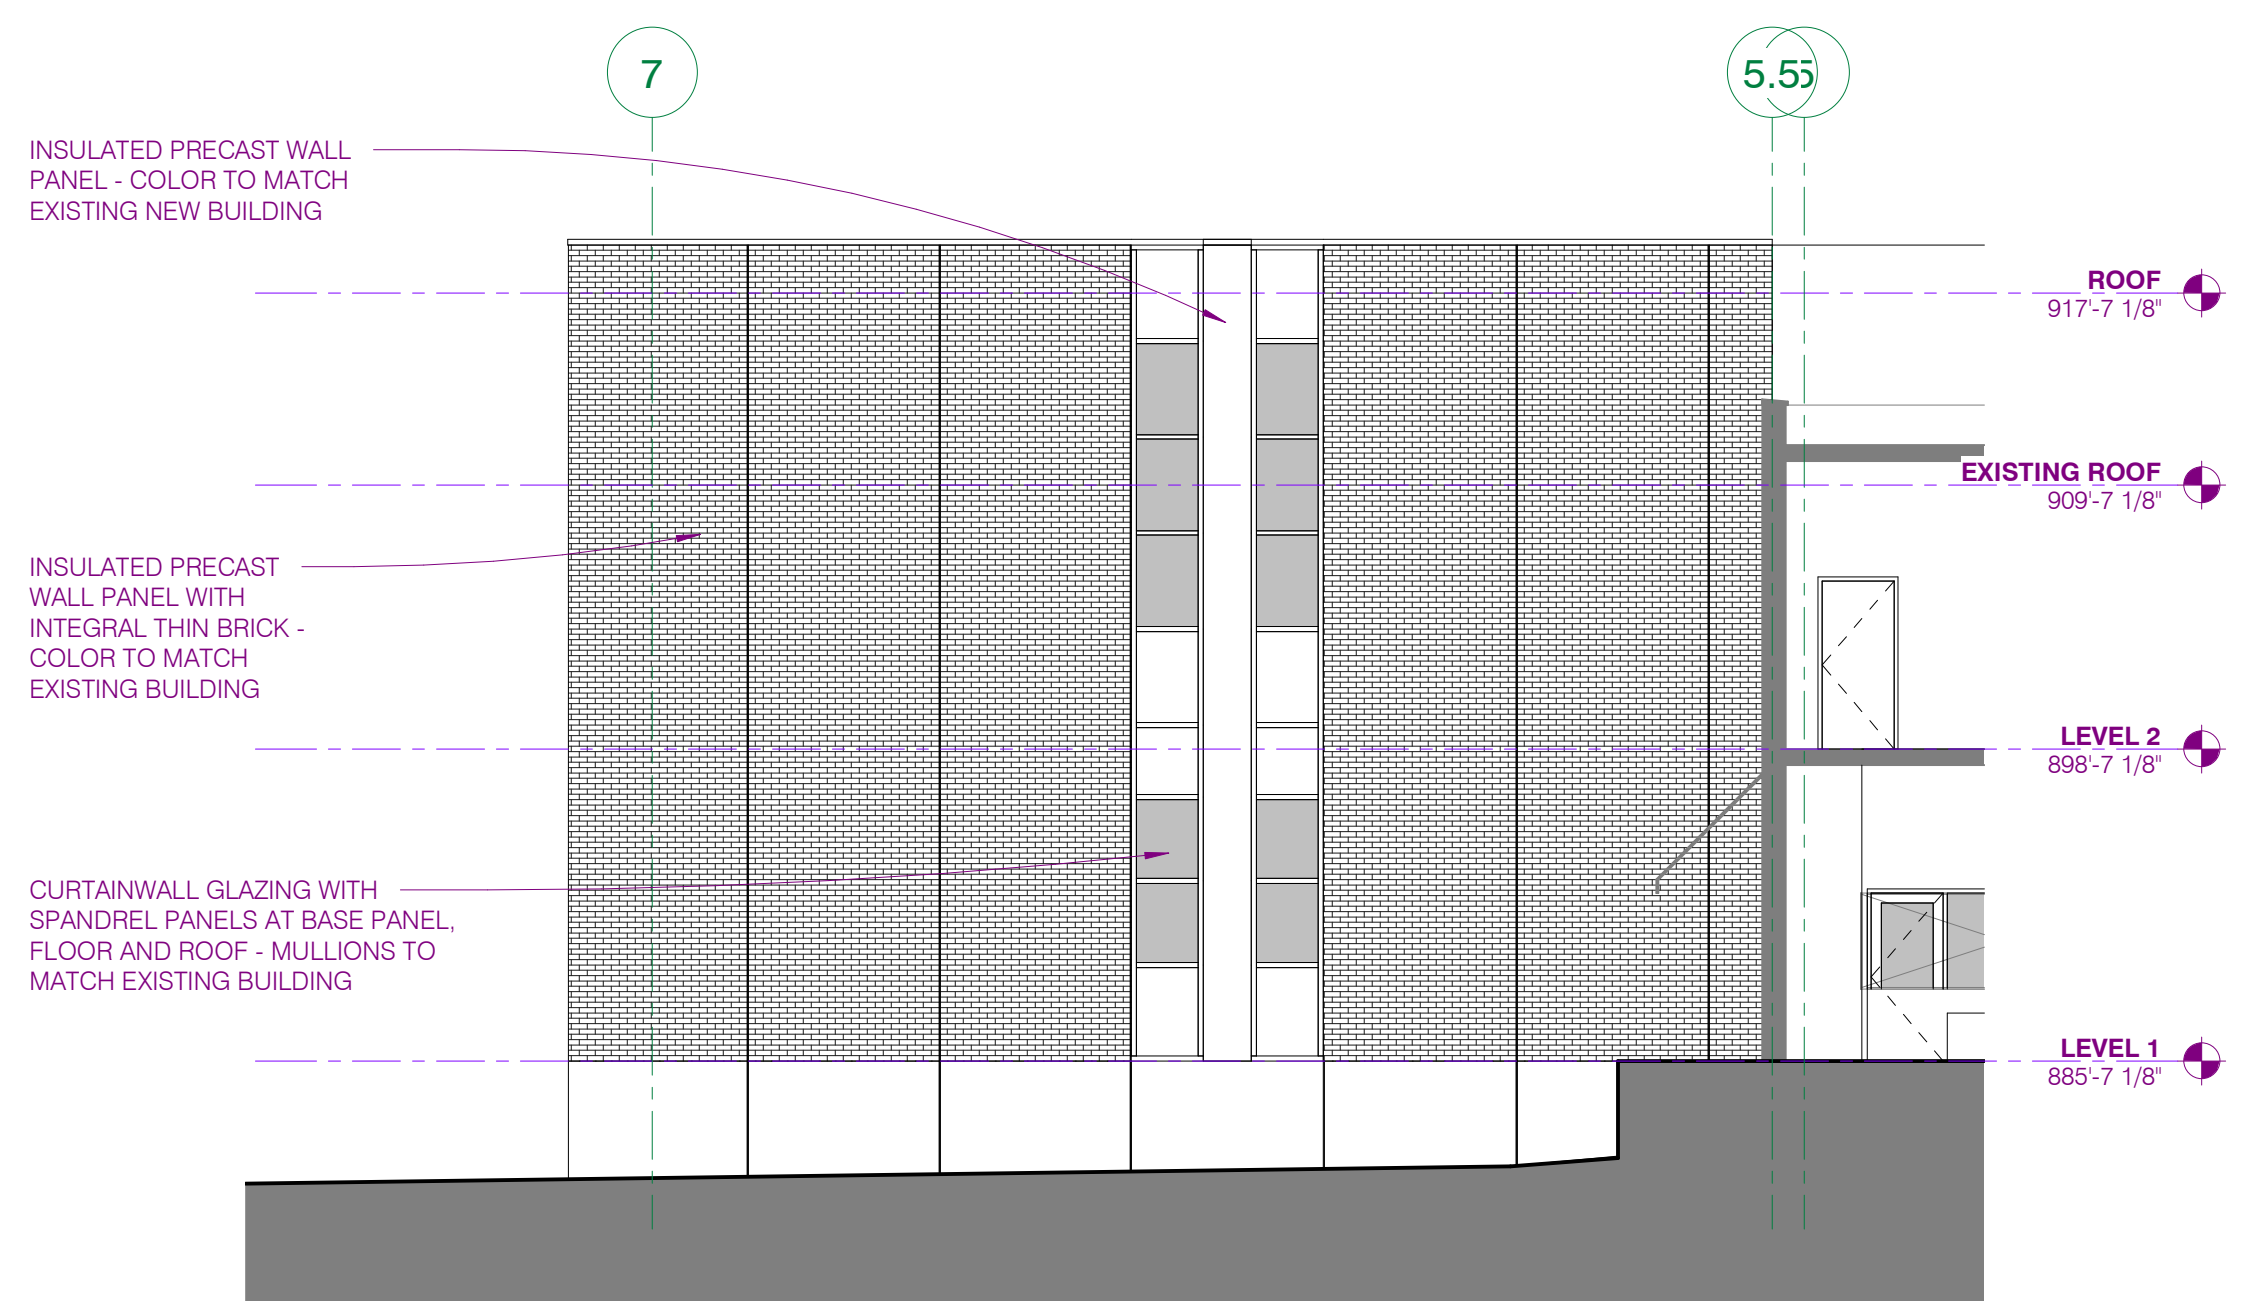 7
5.5
INSULATED PRECAST WALL
PANEL - COLOR TO MATCH
EXISTING NEW BUILDING
ROOF
917'-7 1/8"
EXISTING ROOF
909'-7 1/8"
INSULATED PRECAST
WALL PANEL WITH
INTEGRAL THIN BRICK -
COLOR TO MATCH
EXISTING BUILDING
LEVEL 2
898'-7 1/8"
CURTAINWALL GLAZING WITH
SPANDREL PANELS AT BASE PANEL,
FLOOR AND ROOF - MULLIONS TO
MATCH EXISTING BUILDING
LEVEL 1
885'-7 1/8"